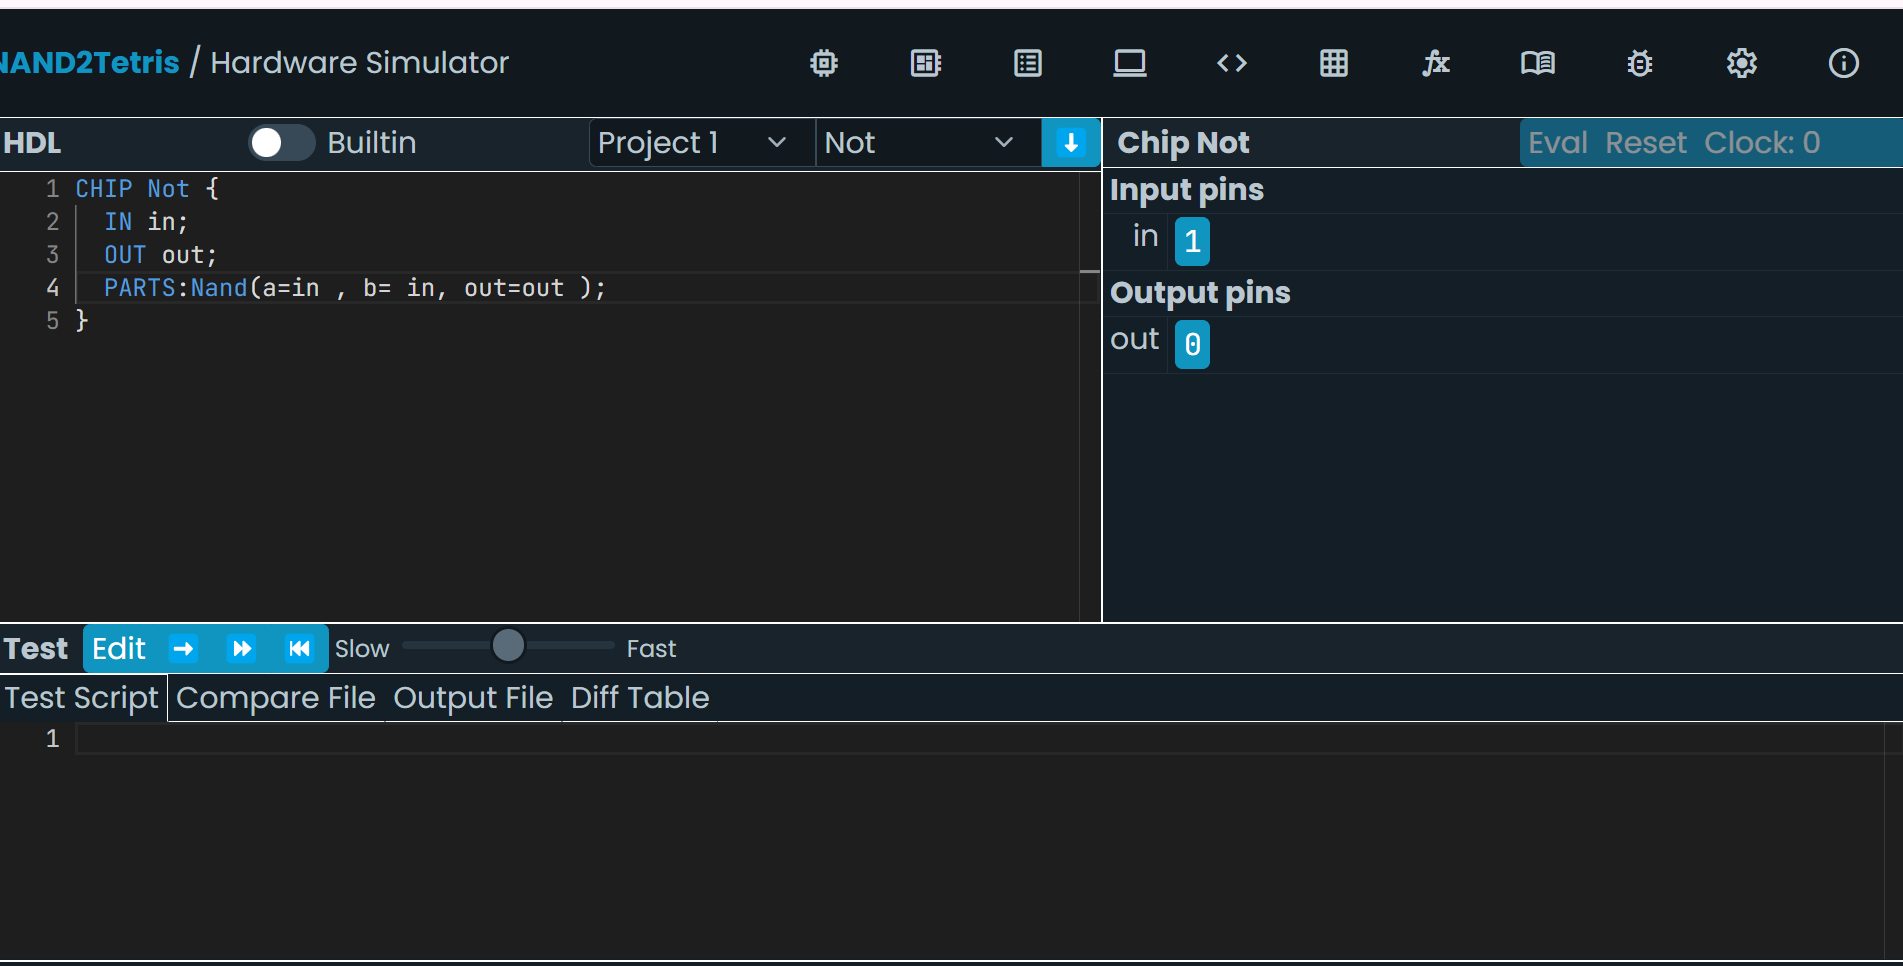 NAND2Tetris / Hardware Simulator
HDL Builtin Project 1 Not
1 CHIP Not {
2 IN in;
3 OUT out;
4 PARTS:Nand(a=in , b= in, out=out );
5 }
Chip Not Eval Reset Clock: 0
Input pins
in 1
Output pins
out 0
Test Edit Slow Fast
Test Script Compare File Output File Diff Table
1